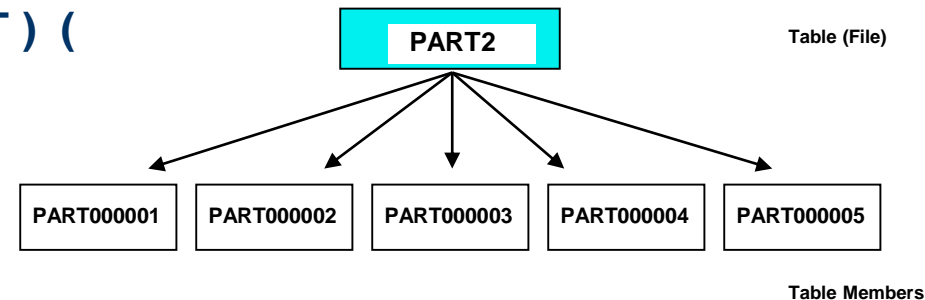 T ) (
PART2
Table (File)
PART000001 PART000002 PART000003 PART000004 PART000005
Table Members